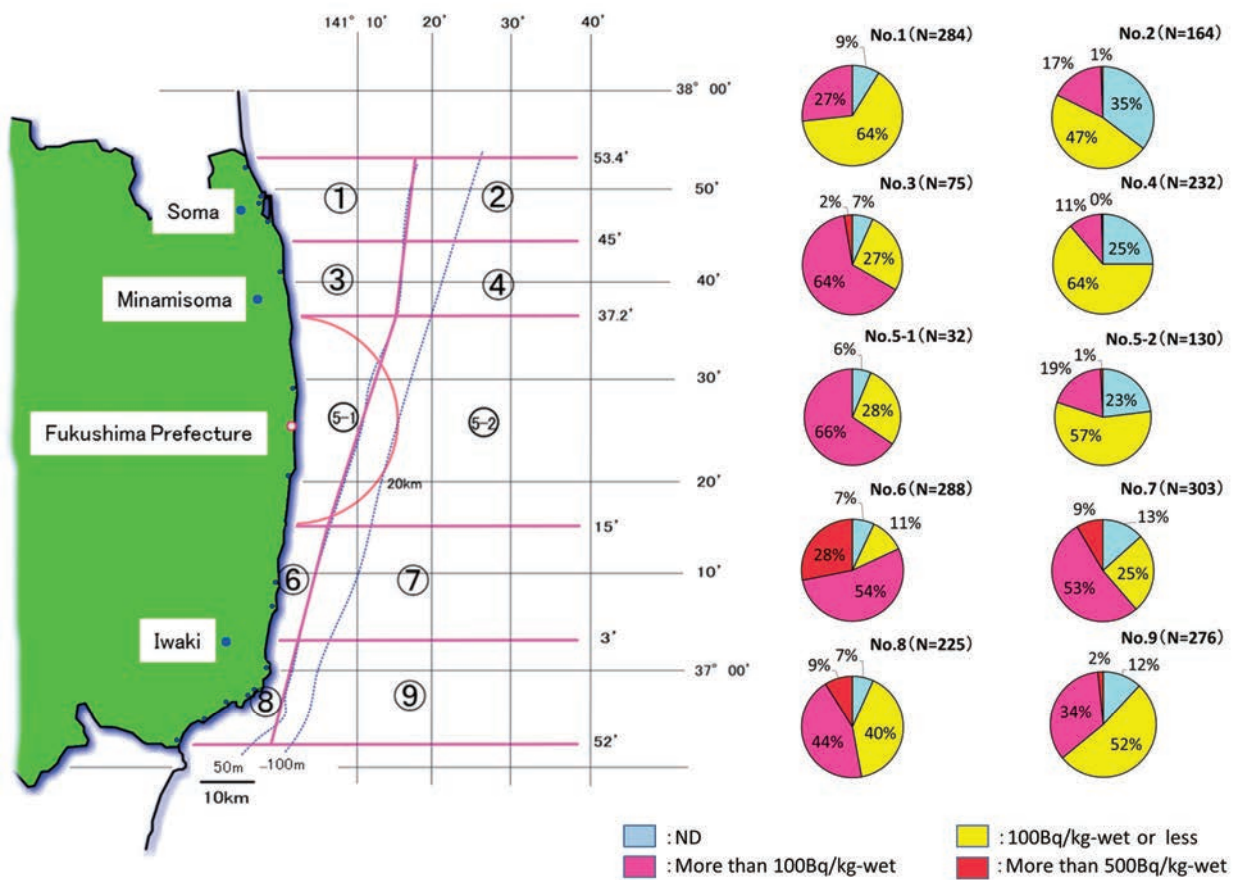 141° 10′ 20′ 30′ 40′
38° 00′
53.4′
50′
45′
40′
37.2′
30′
20′
15′
10′
3′
37° 00′
52′
Soma
Minamisoma
Fukushima Prefecture
Iwaki
① ②
③ ④
5-1 5-2
20km
⑥ ⑦
⑧ ⑨
50m 100m
10km
No.1(N=284)
9%
27%
64%
No.2(N=164)
17% 1%
35%
47%
No.3(N=75)
2% 7%
27%
64%
No.4(N=232)
11% 0%
25%
64%
No.5-1(N=32)
6%
28%
66%
No.5-2(N=130)
19% 1%
23%
57%
No.6(N=288)
7% 11%
28%
54%
No.7(N=303)
9% 13%
25%
53%
No.8(N=225)
9% 7%
44% 40%
No.9(N=276)
2% 12%
34%
52%
: ND
: 100Bq/kg-wet or less
: More than 100Bq/kg-wet
: More than 500Bq/kg-wet